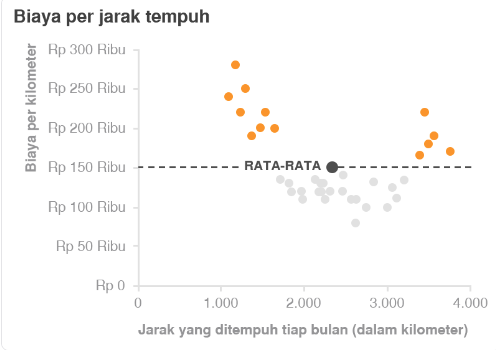 Biaya per jarak tempuh
Biaya per kilometer
Rp 300 Ribu
Rp 250 Ribu
Rp 200 Ribu
Rp 150 Ribu
Rp 100 Ribu
Rp 50 Ribu
Rp 0
RATA-RATA
0
1.000
2.000
3.000
4.000
Jarak yang ditempuh tiap bulan (dalam kilometer)